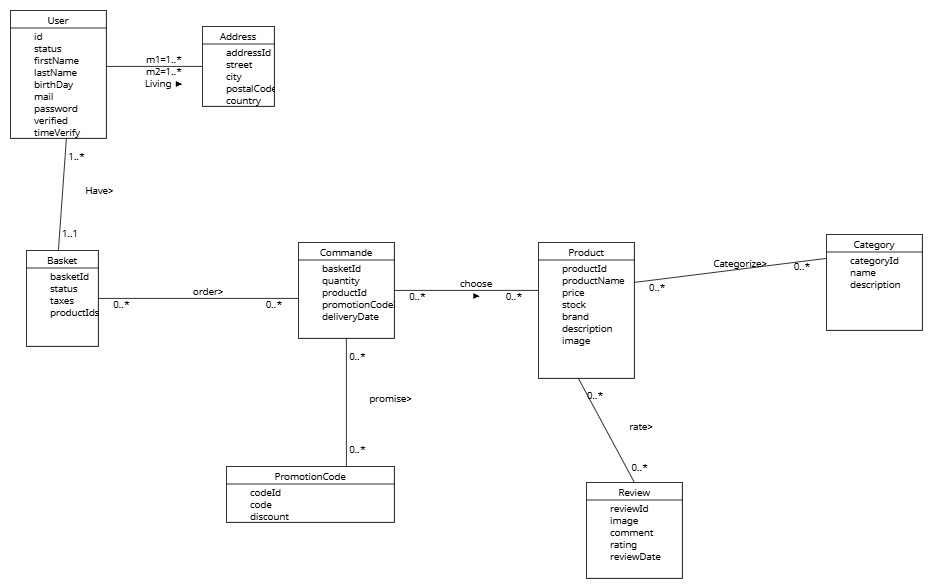 User
id
status
firstName
lastName
birthDay
mail
password
verified
timeVerify
m1=1..*
m2=1..*
Living ►
Address
addressId
street
city
postalCode
country
1..*
Have>
1..1
Basket
basketId
status
taxes
productIds
0..*
order>
0..*
Commande
basketId
quantity
productId
promotionCode
deliveryDate
0..*
choose
►
0..*
Product
productId
productName
price
stock
brand
description
image
0..*
Categorize>
0..*
Category
categoryId
name
description
0..*
promise>
0..*
PromotionCode
codeId
code
discount
0..*
rate>
0..*
Review
reviewId
image
comment
rating
reviewDate